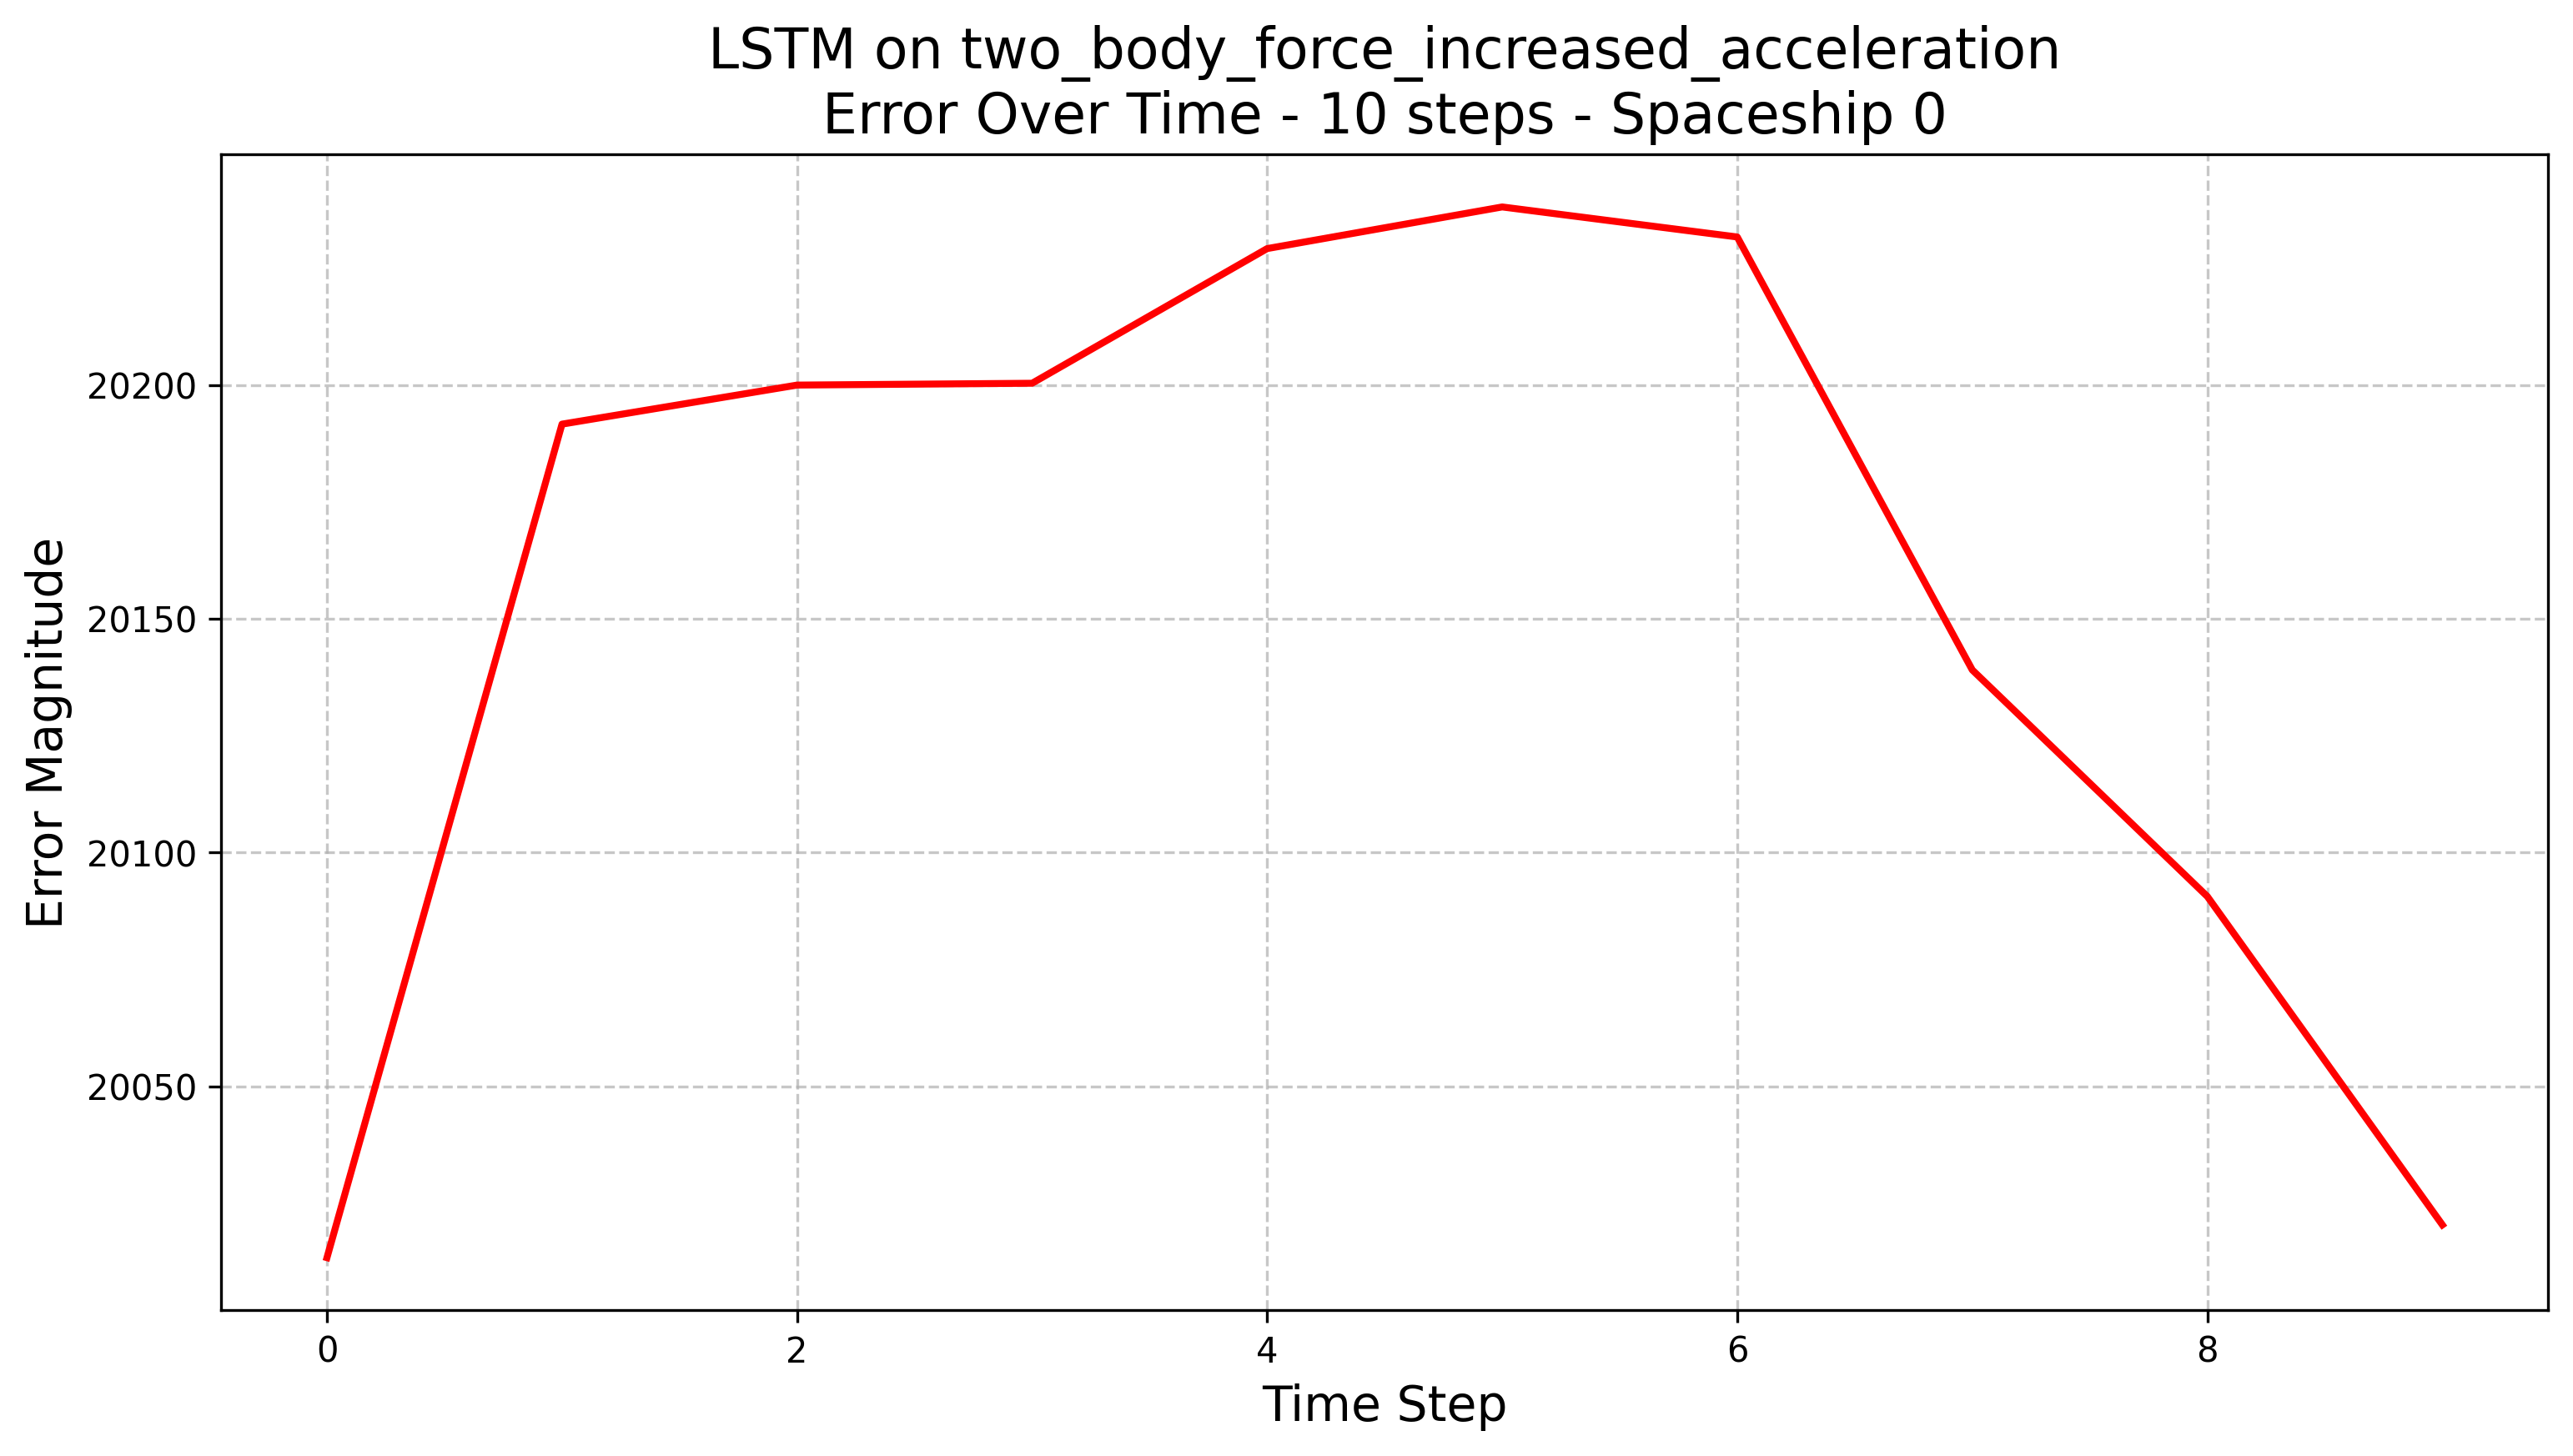 LSTM on two_body_force_increased_acceleration
Error Over Time - 10 steps - Spaceship 0
Error Magnitude
20200
20150
20100
20050
0
2
4
6
8
Time Step